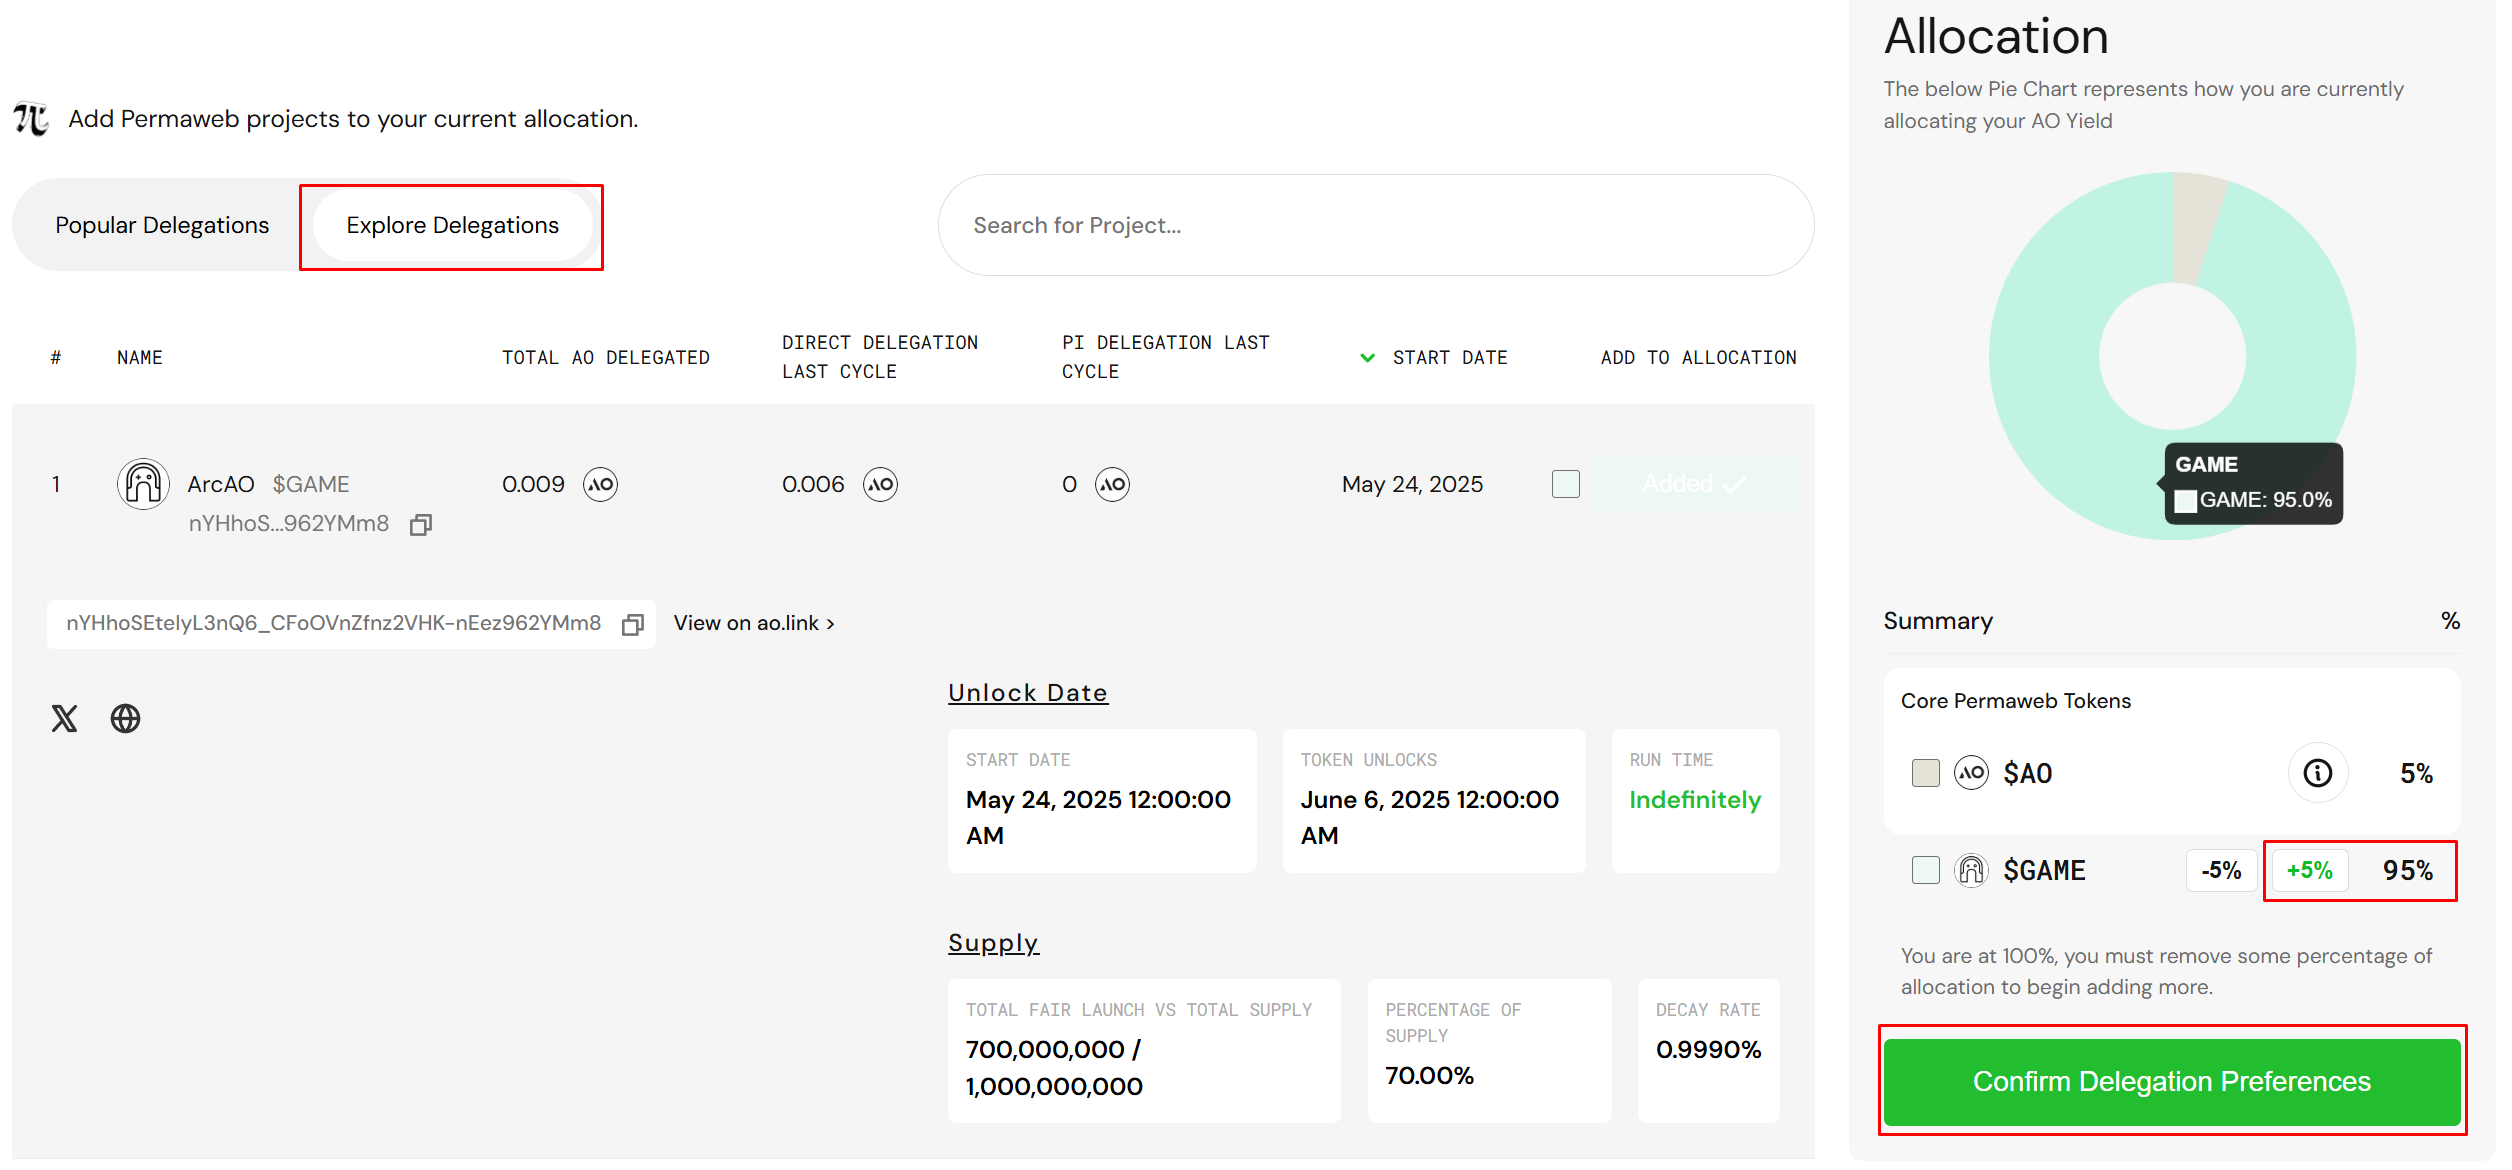 Add Permaweb projects to your current allocation.
Popular Delegations
Explore Delegations
Search for Project...
#
NAME
TOTAL AO DELEGATED
DIRECT DELEGATION
LAST CYCLE
PI DELEGATION LAST
CYCLE
START DATE
ADD TO ALLOCATION
1
ArcAO $GAME
nYHhoS...962YMm8
0.009 AO
0.006 AO
0 AO
May 24, 2025
Added
nYHhoSEtelyL3nQ6_CFoOVnZfnz2VHK-nEez962YMm8
View on ao.link >
Unlock Date
START DATE
May 24, 2025 12:00:00
AM
TOKEN UNLOCKS
June 6, 2025 12:00:00
AM
RUN TIME
Indefinitely
Supply
TOTAL FAIR LAUNCH VS TOTAL SUPPLY
700,000,000 /
1,000,000,000
PERCENTAGE OF
SUPPLY
70.00%
DECAY RATE
0.9990%
Allocation
The below Pie Chart represents how you are currently
allocating your AO Yield
GAME
GAME: 95.0%
Summary %
Core Permaweb Tokens
AO $AO 5%
$GAME -5% +5% 95%
You are at 100%, you must remove some percentage of
allocation to begin adding more.
Confirm Delegation Preferences